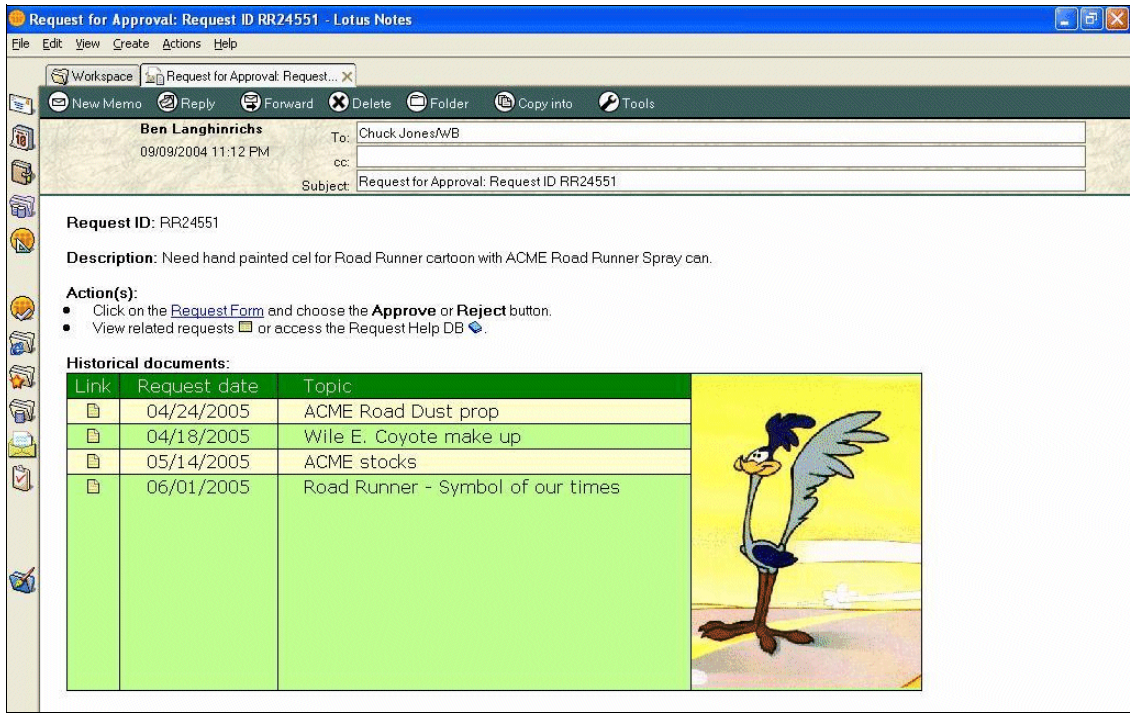 Request for Approval: Request ID RR24551 - Lotus Notes
File Edit View Create Actions Help
Workspace Request for Approval: Request...
New Memo Reply Forward Delete Folder Copy into Tools
Ben Langhinrichs To: Chuck Jones/WB
09/09/2004 11:12 PM
cc:
Subject: Request for Approval: Request ID RR24551
Request ID: RR24551
Description: Need hand painted cel for Road Runner cartoon with ACME Road Runner Spray can.
Action(s):
• Click on the Request Form and choose the Approve or Reject button.
• View related requests or access the Request Help DB .
Historical documents:
Link Request date Topic
04/24/2005 ACME Road Dust prop
04/18/2005 Wile E. Coyote make up
05/14/2005 ACME stocks
06/01/2005 Road Runner - Symbol of our times